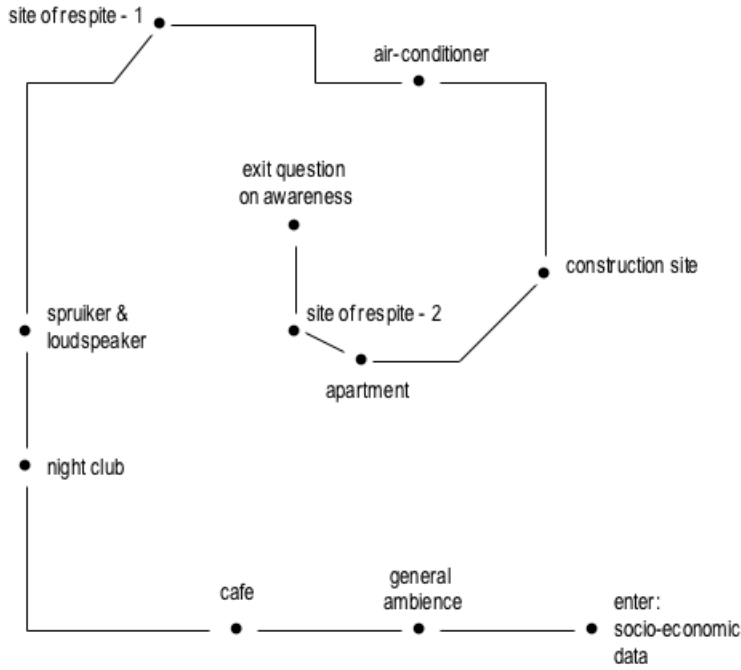 site of respite - 1
air-conditioner
exit question
on awareness
construction site
spruiker &
loudspeaker
site of respite - 2
apartment
night club
cafe
general
ambience
enter:
socio-economic
data